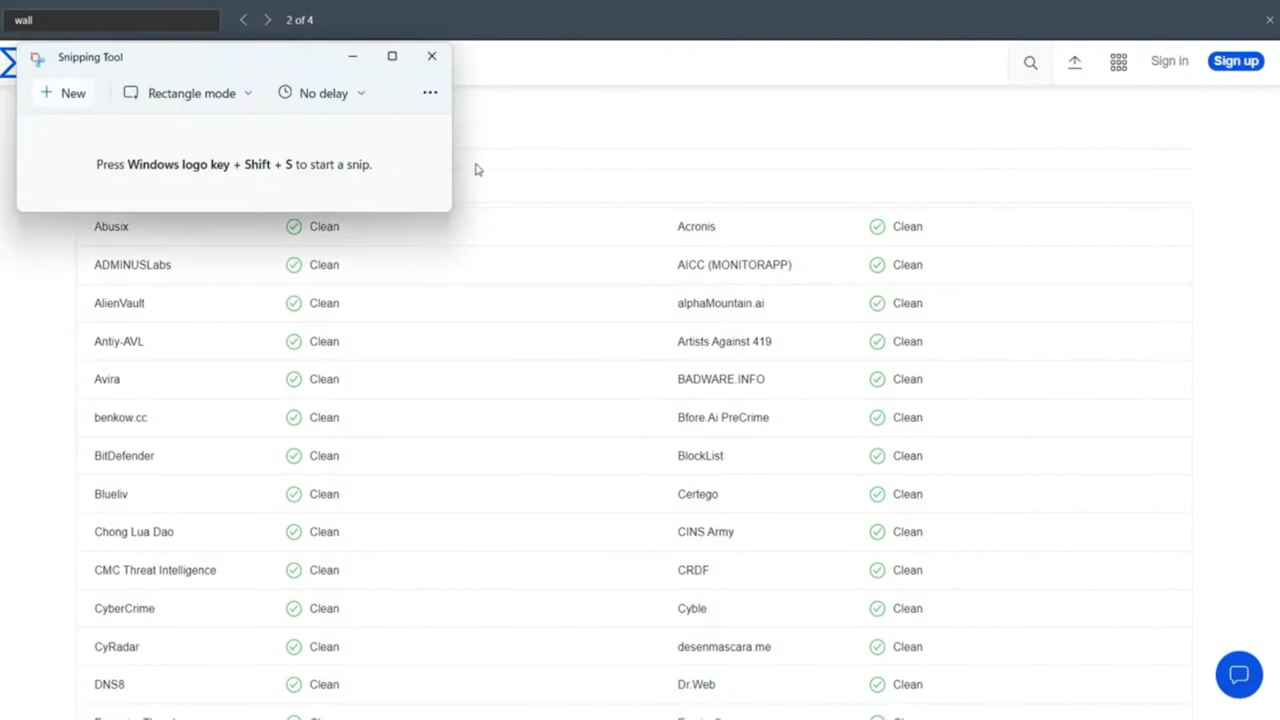 wall
2 of 4
Snipping Tool
New
Rectangle mode
No delay
Press Windows logo key + Shift + S to start a snip.
Sign in
Sign up
Abusix Clean Acronis Clean
ADMINUSLabs Clean AICC (MONITORAPP) Clean
AlienVault Clean alphaMountain.ai Clean
Antiy-AVL Clean Artists Against 419 Clean
Avira Clean BADWARE.INFO Clean
benkow.cc Clean Bfore.Ai PreCrime Clean
BitDefender Clean BlockList Clean
Blueliv Clean Certego Clean
Chong Lua Dao Clean CINS Army Clean
CMC Threat Intelligence Clean CRDF Clean
CyberCrime Clean Cyble Clean
CyRadar Clean desenmascara.me Clean
DNS8 Clean Dr.Web Clean